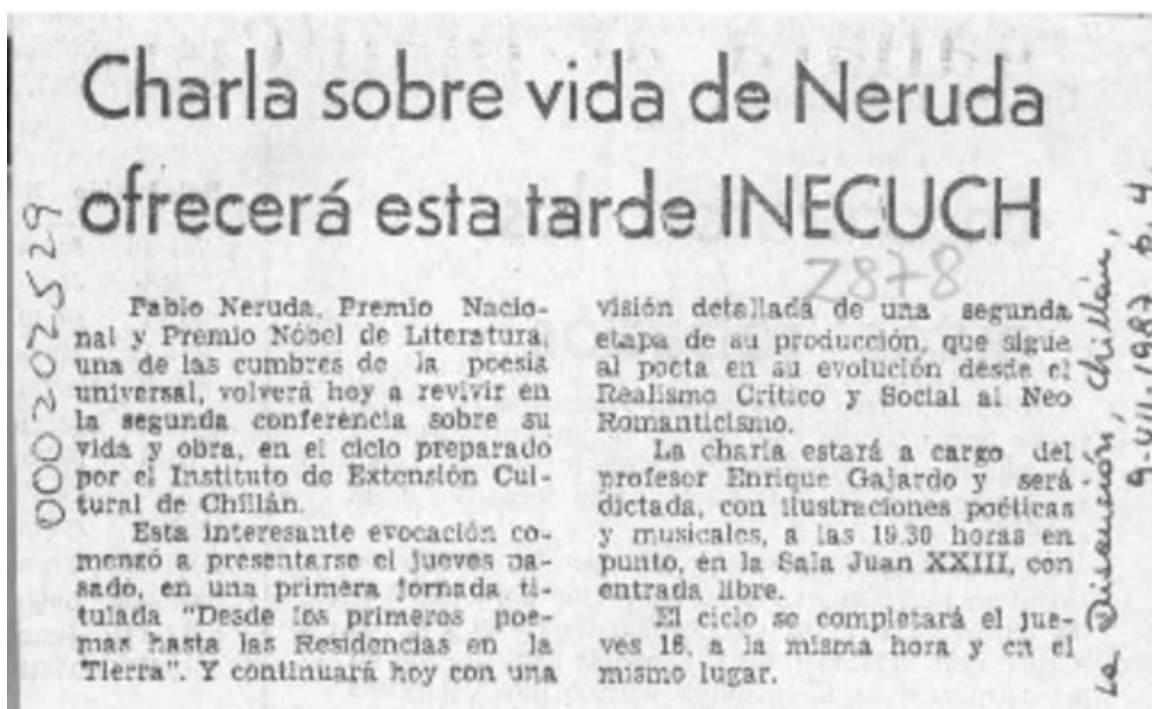 Charla sobre vida de Neruda
ofrecerá esta tarde INECUCH
Pablo Neruda, Premio Nacio-
nal y Premio Nóbel de Literatura,
una de las cumbres de la poesía
universal, volverá hoy a revivir en
la segunda conferencia sobre su
vida y obra, en el ciclo preparado
por el Instituto de Extensión Cul-
tural de Chillán.
Esta interesante evocación co-
menzó a presentarse el jueves pa-
sado, en una primera jornada ti-
tulada "Desde los primeros poe-
mas hasta las Residencias en la
Tierra". Y continuará hoy con una
visión detallada de una segunda
etapa de su producción, que sigue
al poeta en su evolución desde el
Realismo Crítico y Social al Neo
Romanticismo.
La charla estará a cargo del
profesor Enrique Gajardo y será
dictada, con ilustraciones poéticas
y musicales, a las 19.30 horas en
punto, en la Sala Juan XXIII, con
entrada libre.
El ciclo se completará el jue-
ves 16, a la misma hora y en el
mismo lugar.
000202529
2878
La Discusión, Chillán,
9-VII-1987 p. 4.